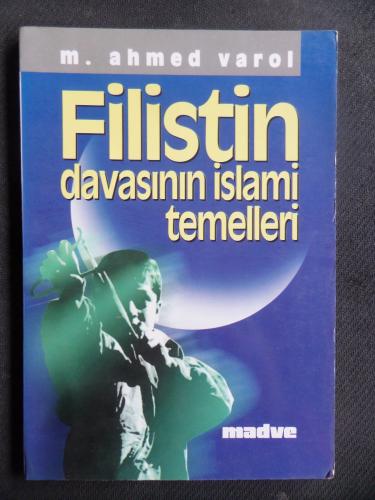 m. ahmed varol
Filistin
davasının islami
temelleri
madve